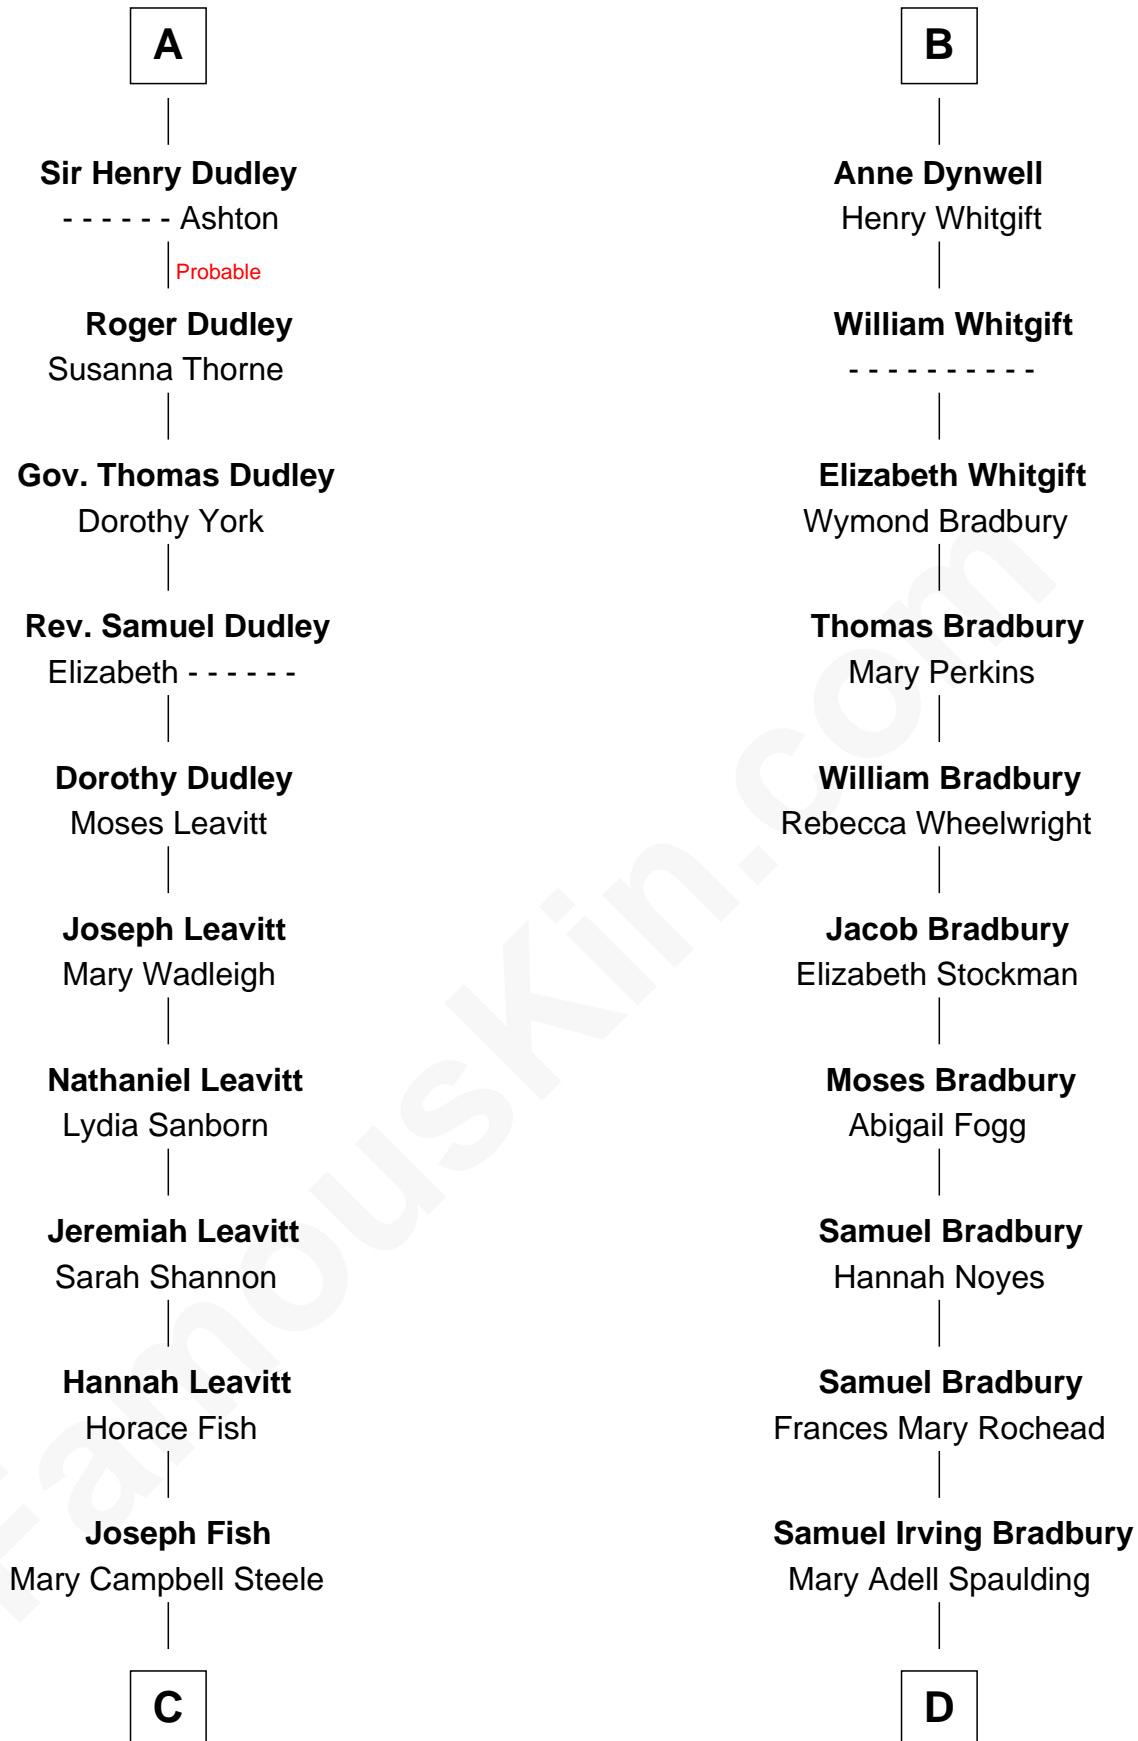 A
Sir Henry Dudley
- - - - - - Ashton
Probable
Roger Dudley
Susanna Thorne
Gov. Thomas Dudley
Dorothy York
Rev. Samuel Dudley
Elizabeth - - - - - -
Dorothy Dudley
Moses Leavitt
Joseph Leavitt
Mary Wadleigh
Nathaniel Leavitt
Lydia Sanborn
Jeremiah Leavitt
Sarah Shannon
Hannah Leavitt
Horace Fish
Joseph Fish
Mary Campbell Steele
C
B
Anne Dynwell
Henry Whitgift
William Whitgift
- - - - - - - - - -
Elizabeth Whitgift
Wymond Bradbury
Thomas Bradbury
Mary Perkins
William Bradbury
Rebecca Wheelwright
Jacob Bradbury
Elizabeth Stockman
Moses Bradbury
Abigail Fogg
Samuel Bradbury
Hannah Noyes
Samuel Bradbury
Frances Mary Rochead
Samuel Irving Bradbury
Mary Adell Spaulding
D
FamousKin.com